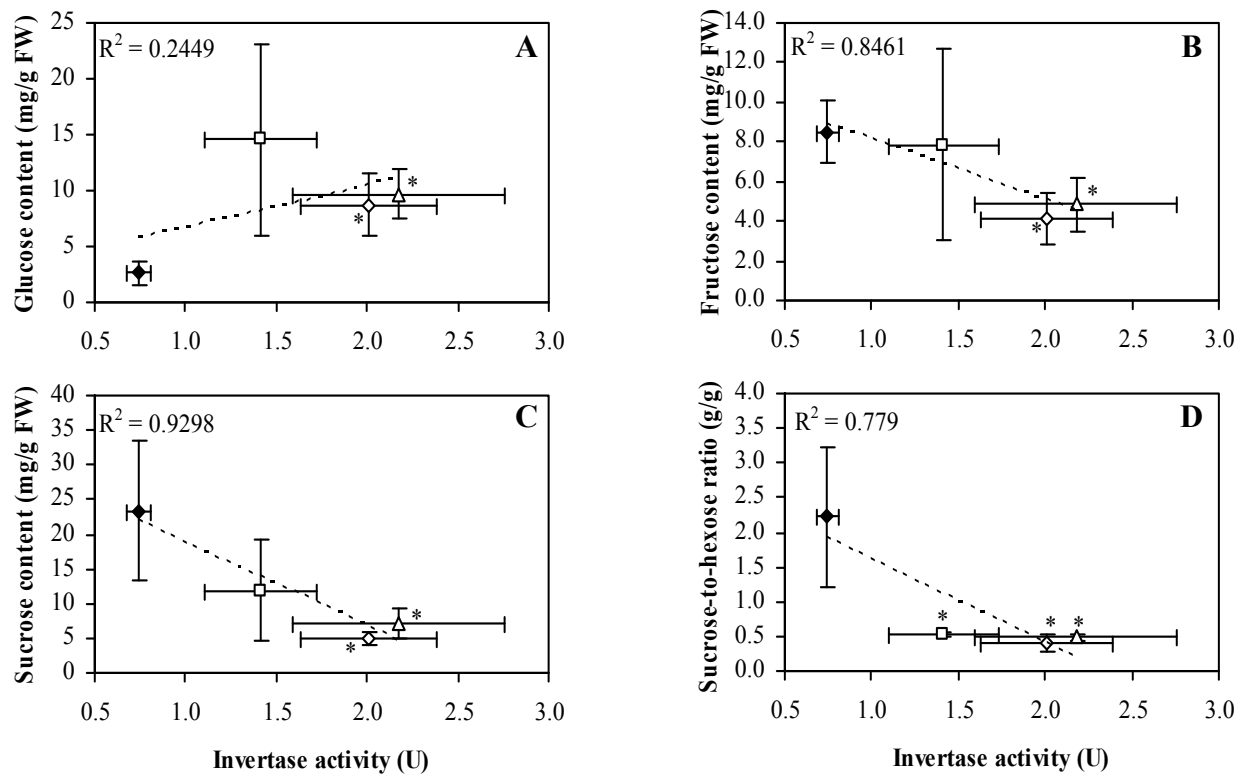 R² = 0.2449
A
Glucose content (mg/g FW)
25
20
15
10
5
0
*
*
0.5 1.0 1.5 2.0 2.5 3.0
R² = 0.8461
B
Fructose content (mg/g FW)
14.0
12.0
10.0
8.0
6.0
4.0
2.0
0.0
*
*
0.5 1.0 1.5 2.0 2.5 3.0
R² = 0.9298
C
Sucrose content (mg/g FW)
40
35
30
25
20
15
10
5
0
*
*
0.5 1.0 1.5 2.0 2.5 3.0
Invertase activity (U)
R² = 0.779
D
Sucrose-to-hexose ratio (g/g)
4.0
3.5
3.0
2.5
2.0
1.5
1.0
0.5
0.0
* * *
0.5 1.0 1.5 2.0 2.5 3.0
Invertase activity (U)